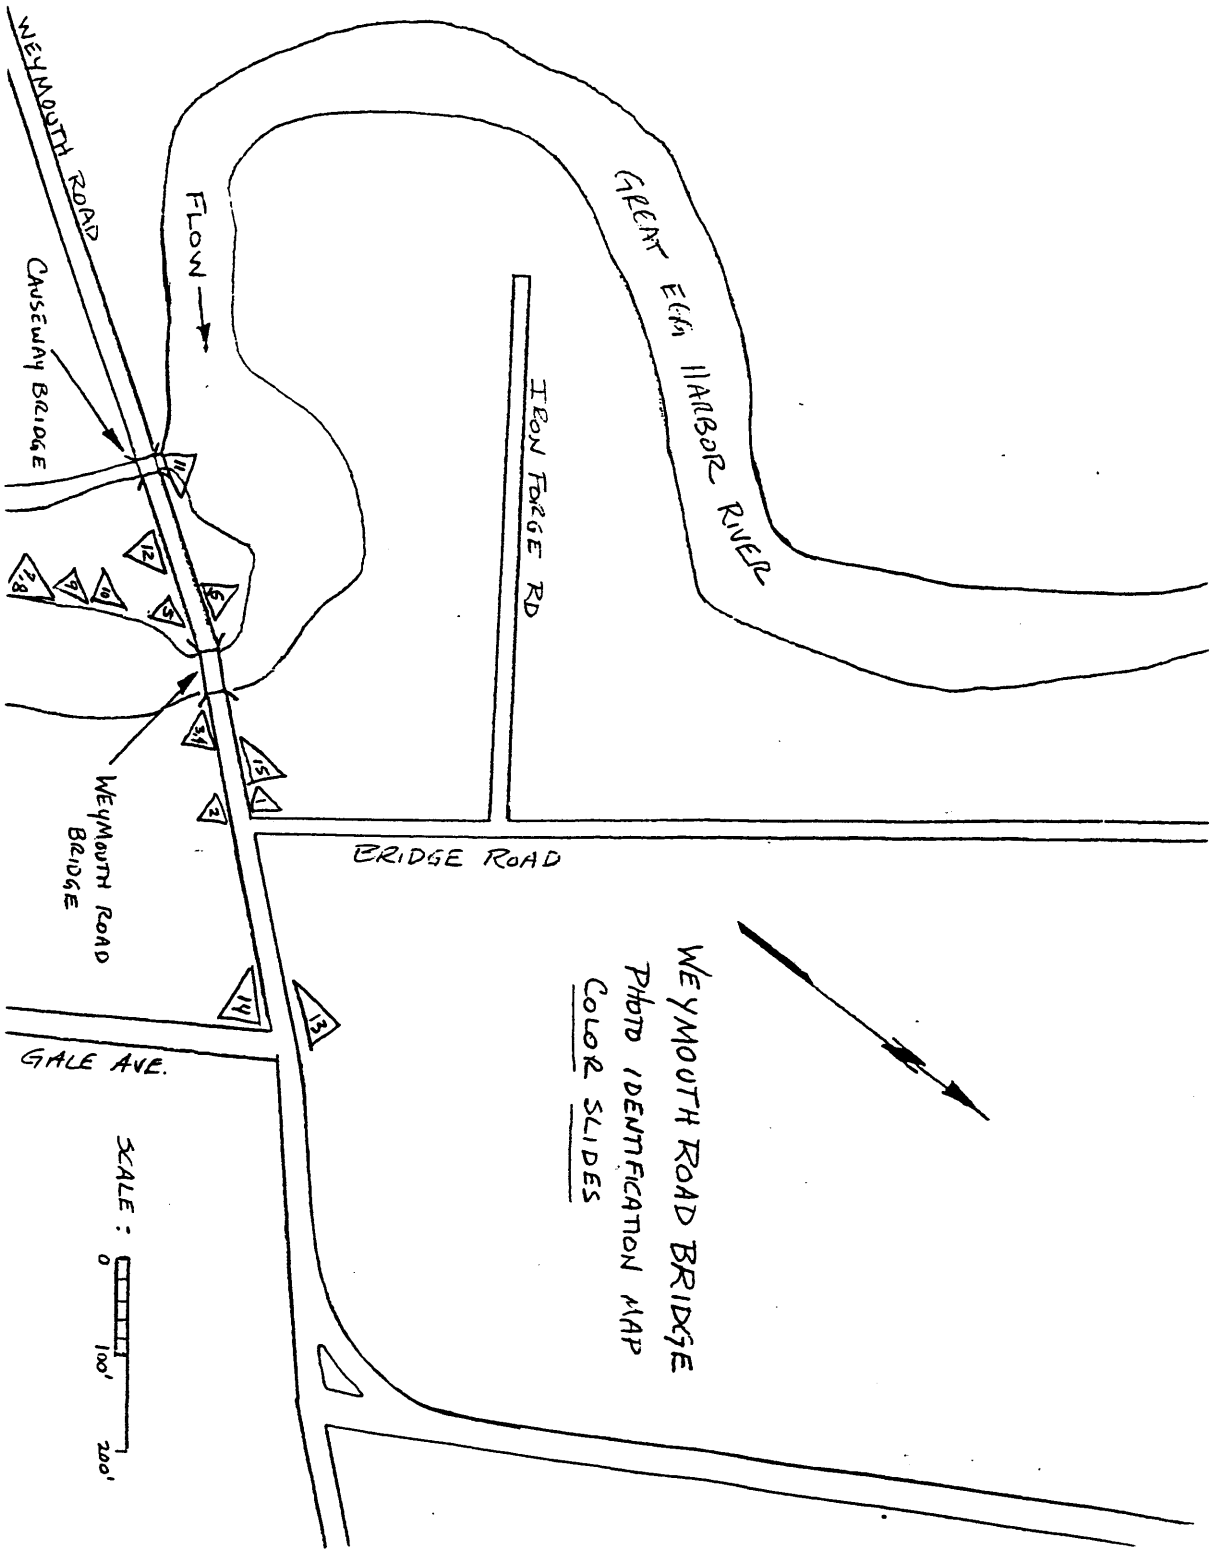 WEYMOUTH ROAD BRIDGE
PHOTO IDENTIFICATION MAP
COLOR SLIDES
GREAT EGG HARBOR RIVER
IRON FORGE RD
BRIDGE ROAD
FLOW
WEYMOUTH ROAD
CAUSEWAY BRIDGE
WEYMOUTH ROAD
BRIDGE
GALE AVE.
11
12
6
5
10
9
7,8
3,4
15
1
2
13
14
SCALE:
0 100' 200'